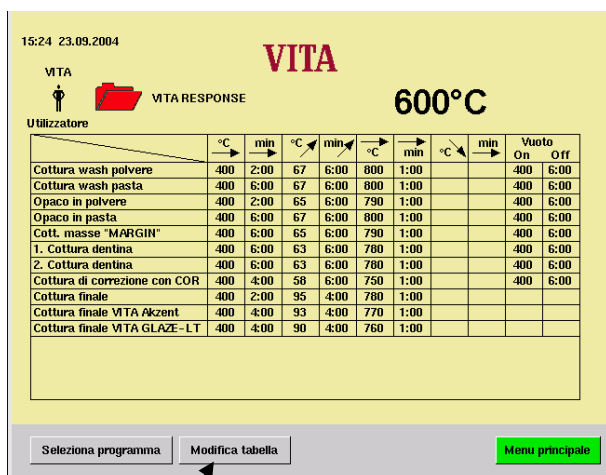 15:24 23.09.2004
VITA
VITA
VITA RESPONSE
600°C
Utilizzatore
°C min °C min °C min °C min Vuoto
On Off
Cottura wash polvere 400 2:00 67 6:00 800 1:00 400 6:00
Cottura wash pasta 400 6:00 67 6:00 800 1:00 400 6:00
Opaco in polvere 400 2:00 65 6:00 790 1:00 400 6:00
Opaco in pasta 400 6:00 67 6:00 800 1:00 400 6:00
Cott. masse "MARGIN" 400 6:00 65 6:00 790 1:00 400 6:00
1. Cottura dentina 400 6:00 63 6:00 780 1:00 400 6:00
2. Cottura dentina 400 6:00 63 6:00 780 1:00 400 6:00
Cottura di correzione con COR 400 4:00 58 6:00 750 1:00 400 6:00
Cottura finale 400 2:00 95 4:00 780 1:00
Cottura finale VITA Akzent 400 4:00 93 4:00 770 1:00
Cottura finale VITA GLAZE-LT 400 4:00 90 4:00 760 1:00
Seleziona programma Modifica tabella Menu principale